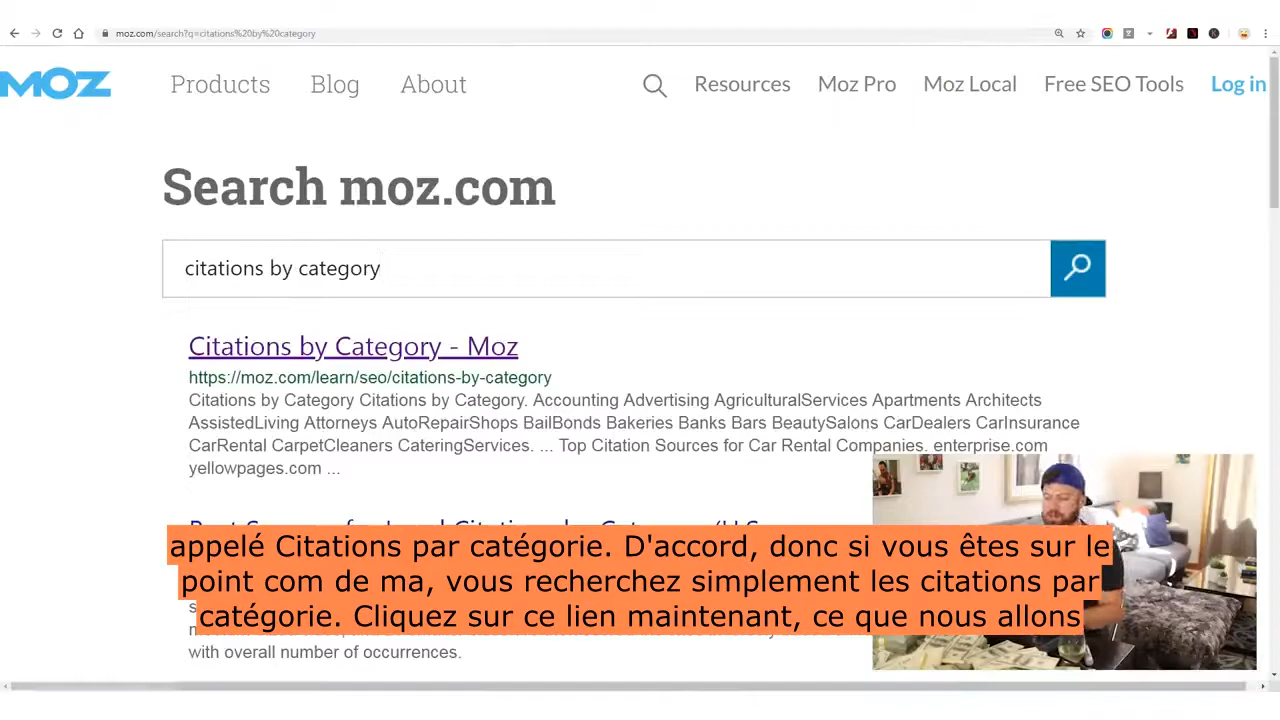 moz.com/search?q=citations%20by%20category
MOZ Products Blog About Resources Moz Pro Moz Local Free SEO Tools Log in
Search moz.com
citations by category
Citations by Category - Moz
https://moz.com/learn/seo/citations-by-category
Citations by Category Citations by Category. Accounting Advertising AgriculturalServices Apartments Architects
AssistedLiving Attorneys AutoRepairShops BailBonds Bakeries Banks Bars BeautySalons CarDealers CarInsurance
CarRental CarpetCleaners CateringServices. ... Top Citation Sources for Car Rental Companies. enterprise.com
yellowpages.com ...
appelé Citations par catégorie. D'accord, donc si vous êtes sur le
point com de ma, vous recherchez simplement les citations par
catégorie. Cliquez sur ce lien maintenant, ce que nous allons
with overall number of occurrences.